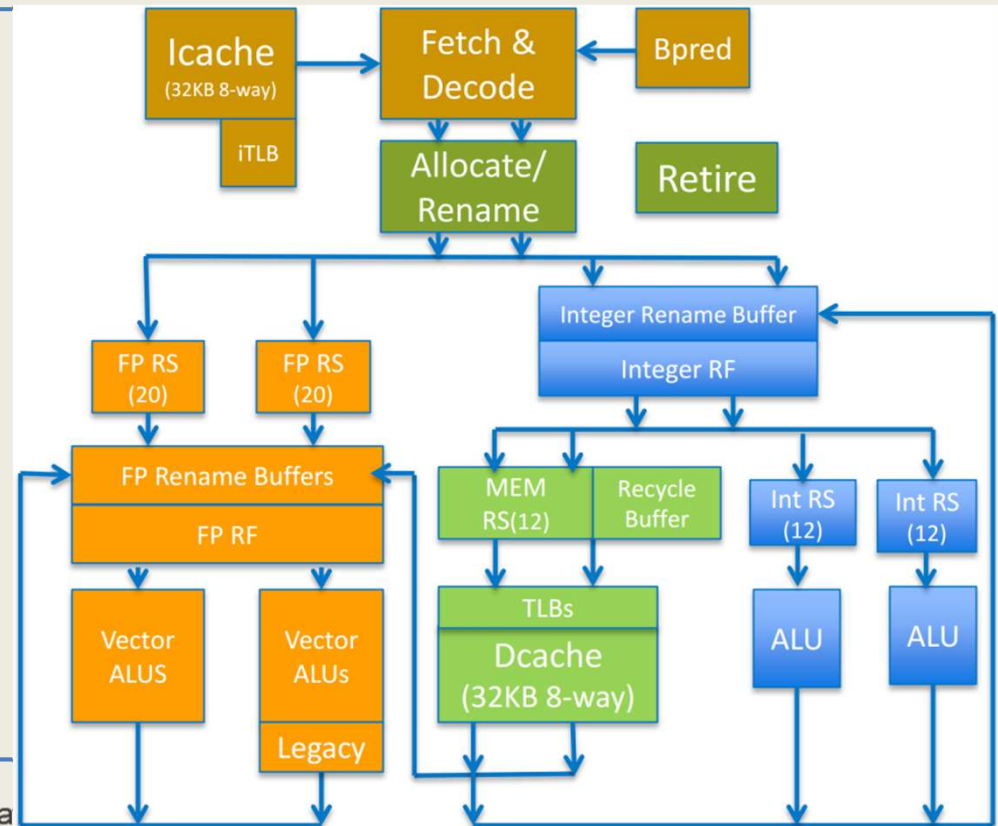 Icache
(32KB 8-way)
iTLB
Fetch &
Decode
Bpred
Allocate/
Rename
Retire
FP RS
(20)
FP RS
(20)
Integer Rename Buffer
Integer RF
FP Rename Buffers
FP RF
MEM
RS(12)
Recycle
Buffer
Int RS
(12)
Int RS
(12)
Vector
ALUS
Vector
ALUs
Legacy
TLBs
Dcache
(32KB 8-way)
ALU
ALU
a